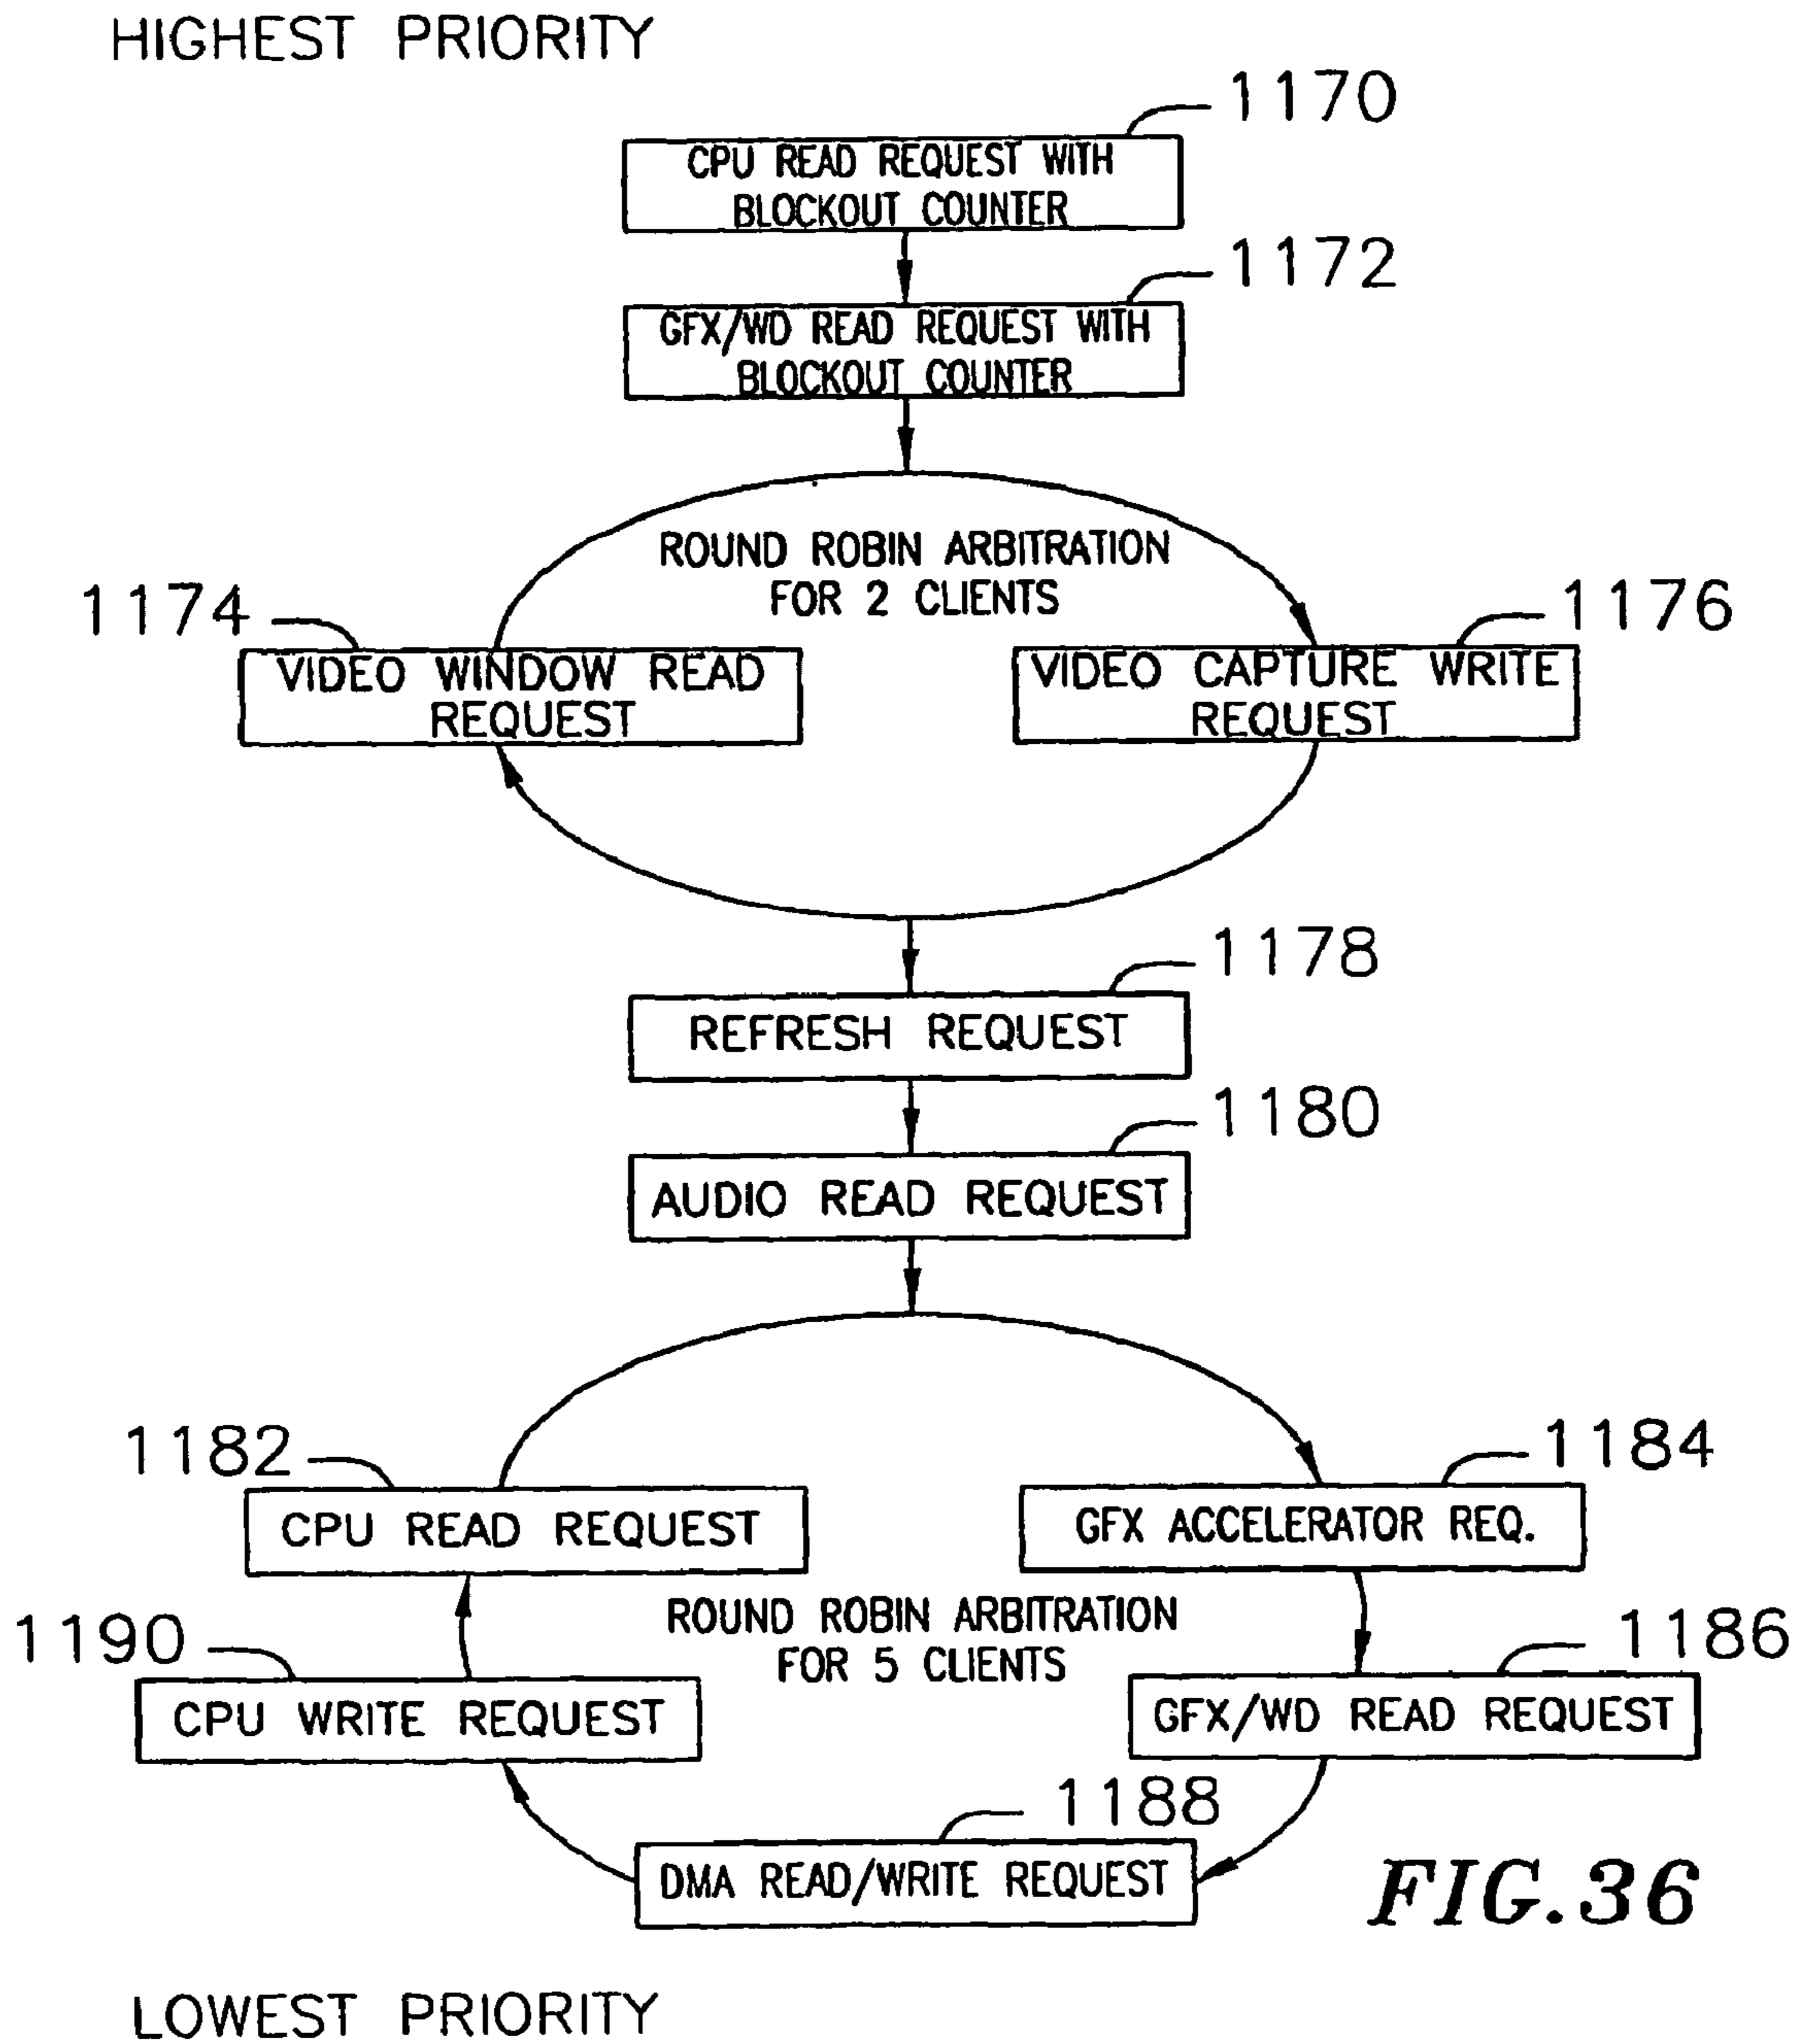 HIGHEST PRIORITY
1170
CPU READ REQUEST WITH
BLOCKOUT COUNTER
1172
GFX/WD READ REQUEST WITH
BLOCKOUT COUNTER
ROUND ROBIN ARBITRATION
FOR 2 CLIENTS
1174
1176
VIDEO WINDOW READ
REQUEST
VIDEO CAPTURE WRITE
REQUEST
1178
REFRESH REQUEST
1180
AUDIO READ REQUEST
1182
1184
CPU READ REQUEST
GFX ACCELERATOR REQ.
ROUND ROBIN ARBITRATION
FOR 5 CLIENTS
1190
1186
CPU WRITE REQUEST
GFX/WD READ REQUEST
1188
DMA READ/WRITE REQUEST
FIG.36
LOWEST PRIORITY